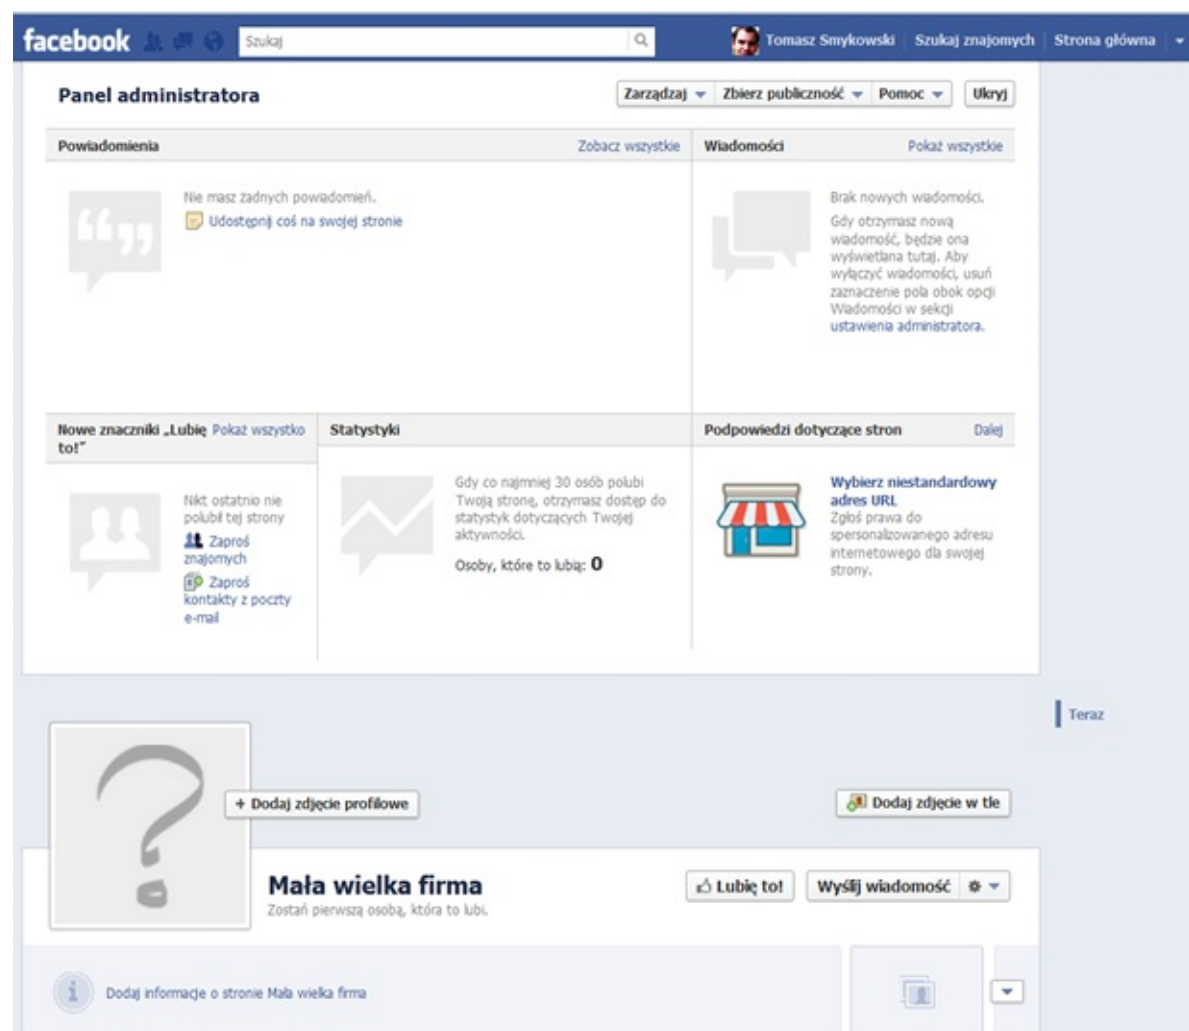 facebook
Szukaj
Tomasz Smykowski
Szukaj znajomych
Strona główna
Panel administratora
Zarządzaj
Zbierz publiczność
Pomoc
Ukryj
Powiadomienia
Zobacz wszystkie
Nie masz żadnych powiadomień.
Udostępnij coś na swojej stronie
Wiadomości
Pokaż wszystkie
Brak nowych wiadomości.
Gdy otrzymasz nową
wiadomość, będzie ona
wyświetlana tutaj. Aby
wyłączyć wiadomości, usuń
zaznaczenie pola obok opcji
Wiadomości w sekcji
ustawienia administratora.
Nowe znaczniki „Lubię
to!”
Pokaż wszystko
Nikt ostatnio nie
polubił tej strony
Zaproś
znajomych
Zaproś
kontakty z poczty
e-mail
Statystyki
Gdy co najmniej 30 osób polubi
Twoją stronę, otrzymasz dostęp do
statystyk dotyczących Twojej
aktywności.
Osoby, które to lubią: 0
Podpowiedzi dotyczące stron
Dalej
Wybierz niestandardowy
adres URL
Zgłoś prawa do
spersonalizowanego adresu
internetowego dla swojej
strony.
Teraz
?
+ Dodaj zdjęcie profilowe
Dodaj zdjęcie w tle
Mała wielka firma
Zostań pierwszą osobą, która to lubi.
Lubię to!
Wyślij wiadomość
Dodaj informacje o stronie Mała wielka firma